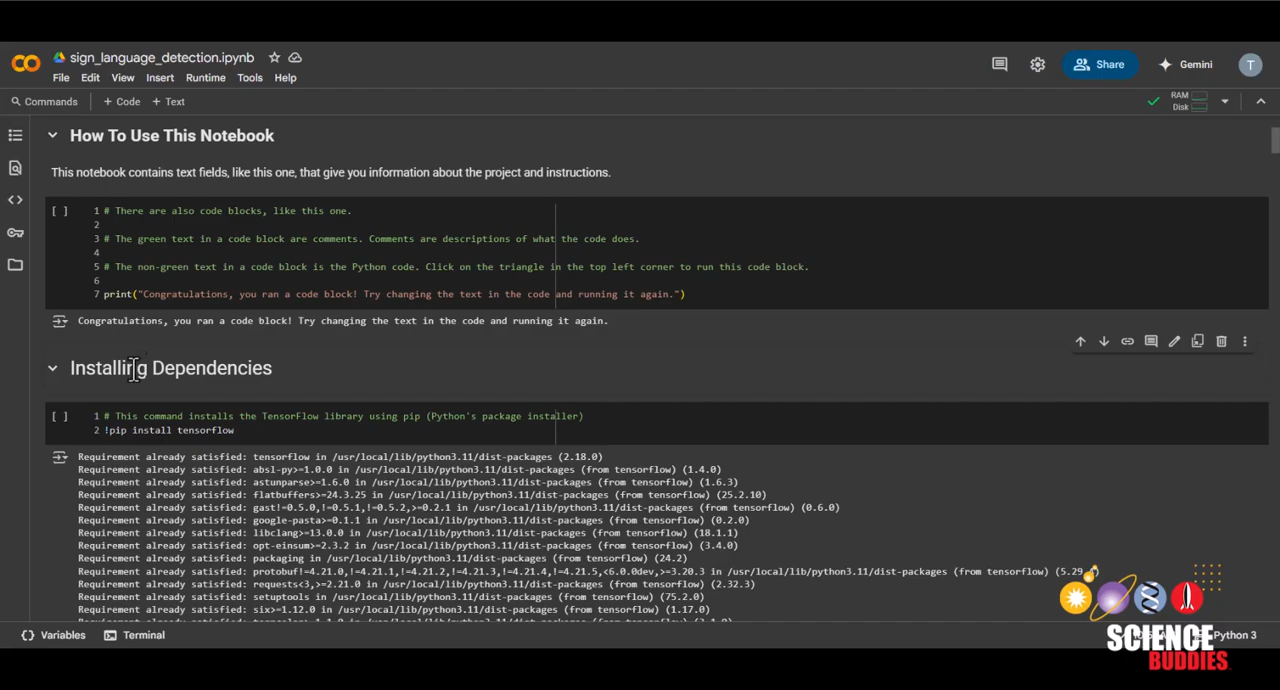 sign_language_detection.ipynb
File Edit View Insert Runtime Tools Help
Share
Gemini
T
Commands + Code + Text
RAM
Disk
How To Use This Notebook
This notebook contains text fields, like this one, that give you information about the project and instructions.
[ ] 1 # There are also code blocks, like this one.
2
3 # The green text in a code block are comments. Comments are descriptions of what the code does.
4
5 # The non-green text in a code block is the Python code. Click on the triangle in the top left corner to run this code block.
6
7 print("Congratulations, you ran a code block! Try changing the text in the code and running it again.")
Congratulations, you ran a code block! Try changing the text in the code and running it again.
Installing Dependencies
[ ] 1 # This command installs the TensorFlow library using pip (Python's package installer)
2 !pip install tensorflow
Requirement already satisfied: tensorflow in /usr/local/lib/python3.11/dist-packages (2.18.0)
Requirement already satisfied: absl-py>=1.0.0 in /usr/local/lib/python3.11/dist-packages (from tensorflow) (1.4.0)
Requirement already satisfied: astunparse>=1.6.0 in /usr/local/lib/python3.11/dist-packages (from tensorflow) (1.6.3)
Requirement already satisfied: flatbuffers>=24.3.25 in /usr/local/lib/python3.11/dist-packages (from tensorflow) (25.2.10)
Requirement already satisfied: gast!=0.5.0,!=0.5.1,!=0.5.2,>=0.2.1 in /usr/local/lib/python3.11/dist-packages (from tensorflow) (0.6.0)
Requirement already satisfied: google-pasta>=0.1.1 in /usr/local/lib/python3.11/dist-packages (from tensorflow) (0.2.0)
Requirement already satisfied: libclang>=13.0.0 in /usr/local/lib/python3.11/dist-packages (from tensorflow) (18.1.1)
Requirement already satisfied: opt-einsum>=2.3.2 in /usr/local/lib/python3.11/dist-packages (from tensorflow) (3.4.0)
Requirement already satisfied: packaging in /usr/local/lib/python3.11/dist-packages (from tensorflow) (24.2)
Requirement already satisfied: protobuf!=4.21.0,!=4.21.1,!=4.21.2,!=4.21.3,!=4.21.4,!=4.21.5,<6.0.0dev,>=3.20.3 in /usr/local/lib/python3.11/dist-packages (from tensorflow) (5.29.
Requirement already satisfied: requests<3,>=2.21.0 in /usr/local/lib/python3.11/dist-packages (from tensorflow) (2.32.3)
Requirement already satisfied: setuptools in /usr/local/lib/python3.11/dist-packages (from tensorflow) (75.2.0)
Requirement already satisfied: six>=1.12.0 in /usr/local/lib/python3.11/dist-packages (from tensorflow) (1.17.0)
Variables Terminal
Python 3
SCIENCE
BUDDIES